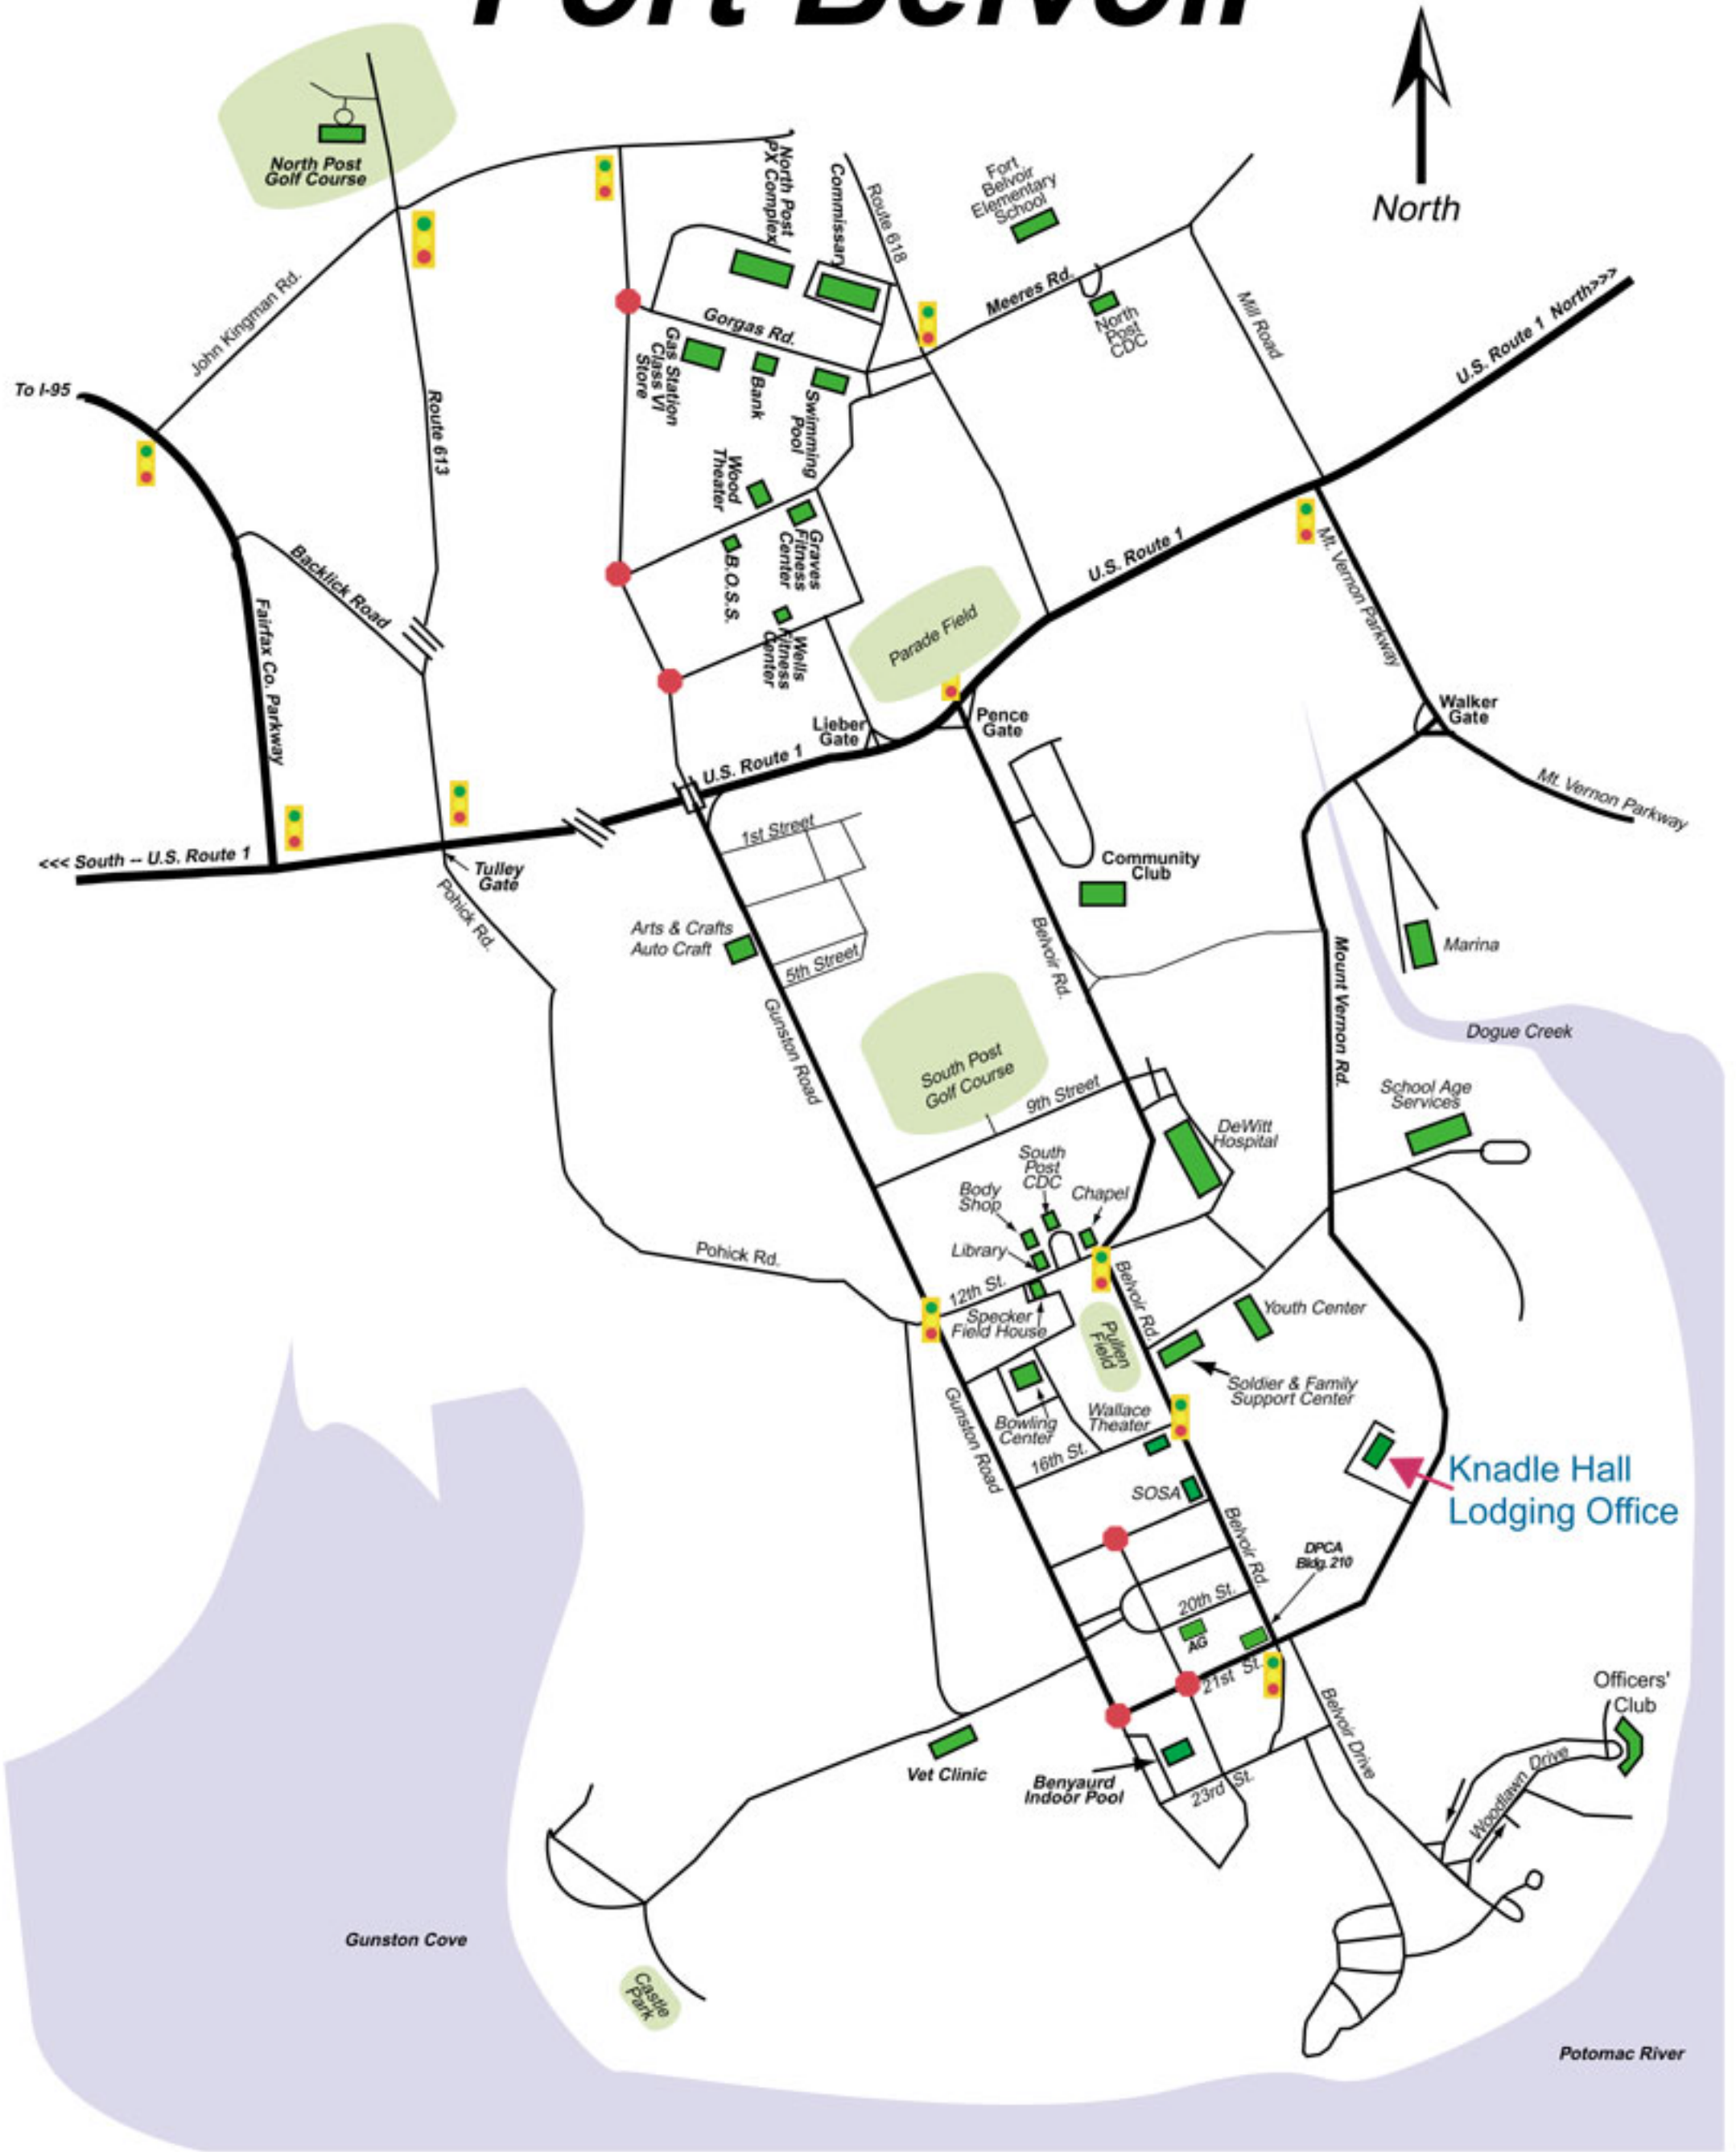 Fort Belvoir
North
North Post
Golf Course
North Post
PX Complex
Commissary
Route 618
Fort
Belvoir
Elementary
School
Meeres Rd.
North
Post
CDC
Mill Road
U.S. Route 1 North>>>
John Kingman Rd.
To I-95
Route 613
Gorgas Rd.
Gas Station
Class VI
Store
Bank
Swimming
Pool
Wood
Theater
Graves
Fitness
Center
B.O.S.S.
Wells
Fitness
Center
Backlick Road
Fairfax Co. Parkway
Parade Field
U.S. Route 1
Mt. Vernon Parkway
Walker
Gate
Mt. Vernon Parkway
Lieber
Gate
Pence
Gate
U.S. Route 1
<<< South -- U.S. Route 1
Tulley
Gate
Pohick Rd.
1st Street
5th Street
Arts & Crafts
Auto Craft
Community
Club
Belvoir Rd.
Marina
Mount Vernon Rd.
Dogue Creek
Gunston Road
South Post
Golf Course
9th Street
School Age
Services
DeWitt
Hospital
South
Post
CDC
Body
Shop
Chapel
Library
Pohick Rd.
12th St.
Specker
Field House
Belvoir Rd.
Pullen
Field
Youth Center
Soldier & Family
Support Center
Gunston Road
Bowling
Center
Wallace
Theater
16th St.
SOSA
Knadle Hall
Lodging Office
Belvoir Rd.
DPCA
Bldg. 210
20th St.
AG
21st St.
Officers'
Club
Belvoir Drive
Woodlawn Drive
Vet Clinic
Benyaurd
Indoor Pool
23rd St.
Gunston Cove
Castle
Park
Potomac River